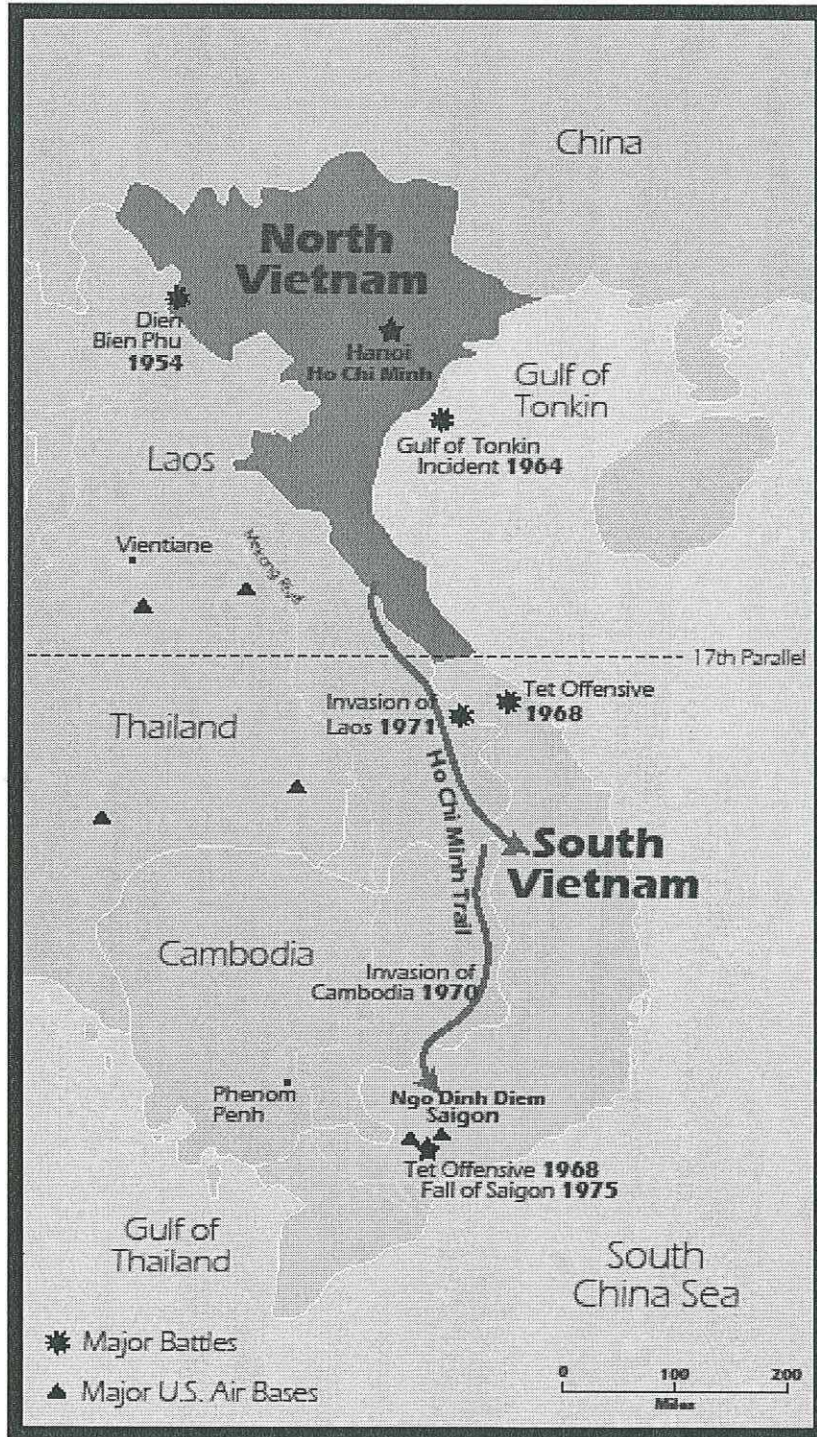 China
North
Vietnam
Dien
Bien Phu
1954
Hanoi
Ho Chi Minh
Gulf of
Tonkin
Gulf of Tonkin
Incident 1964
Laos
Vientiane
Mekong
17th Parallel
Tet Offensive
1968
Invasion of
Laos 1971
Thailand
Ho Chi Minh Trail
South
Vietnam
Cambodia
Invasion of
Cambodia 1970
Phenom
Penh
Ngo Dinh Diem
Saigon
Tet Offensive 1968
Fall of Saigon 1975
Gulf of
Thailand
South
China Sea
Major Battles
Major U.S. Air Bases
0 100 200
Miles